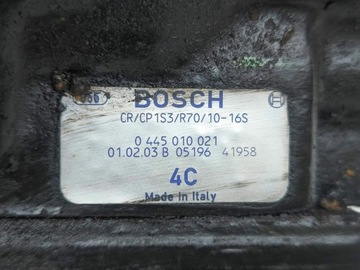 BOSCH
CR/CP1S3/R70/10-16S
0 445 010 021
01.02.03 B 05196 41958
4C
Made in Italy